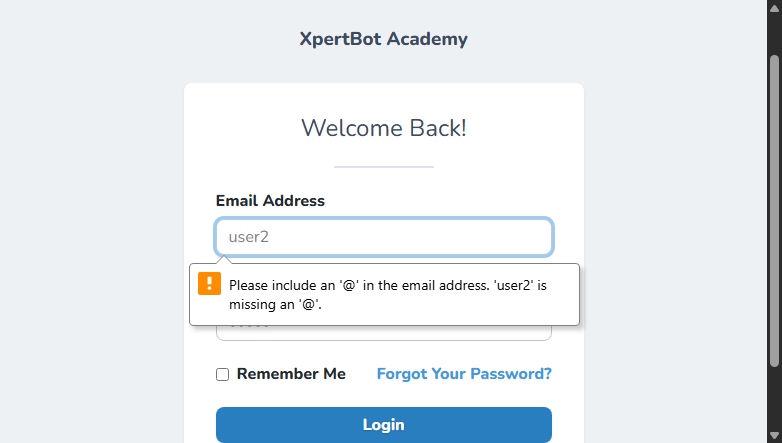 XpertBot Academy
Welcome Back!
Email Address
user2
Please include an '@' in the email address. 'user2' is
missing an '@'.
Remember Me
Forgot Your Password?
Login